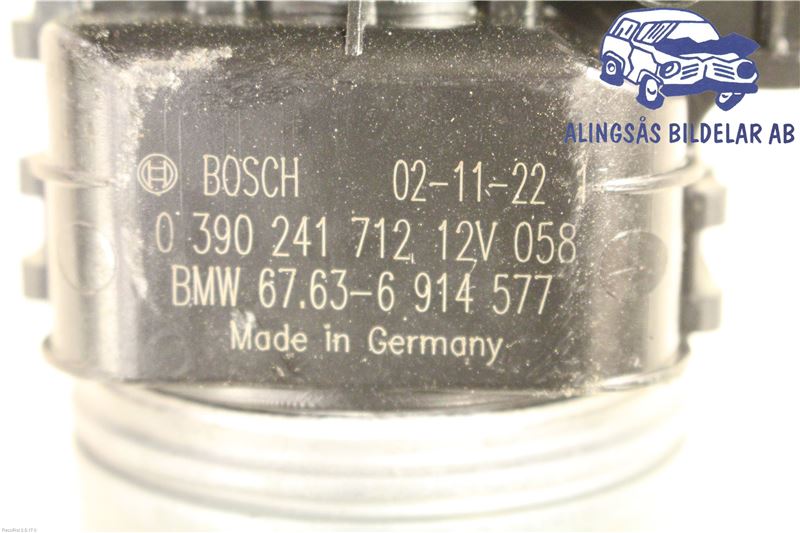 ALINGSÅS BILDELAR AB
BOSCH 02-11-22 1
0 390 241 712 12V 058
BMW 67.63-6 914 577
Made in Germany